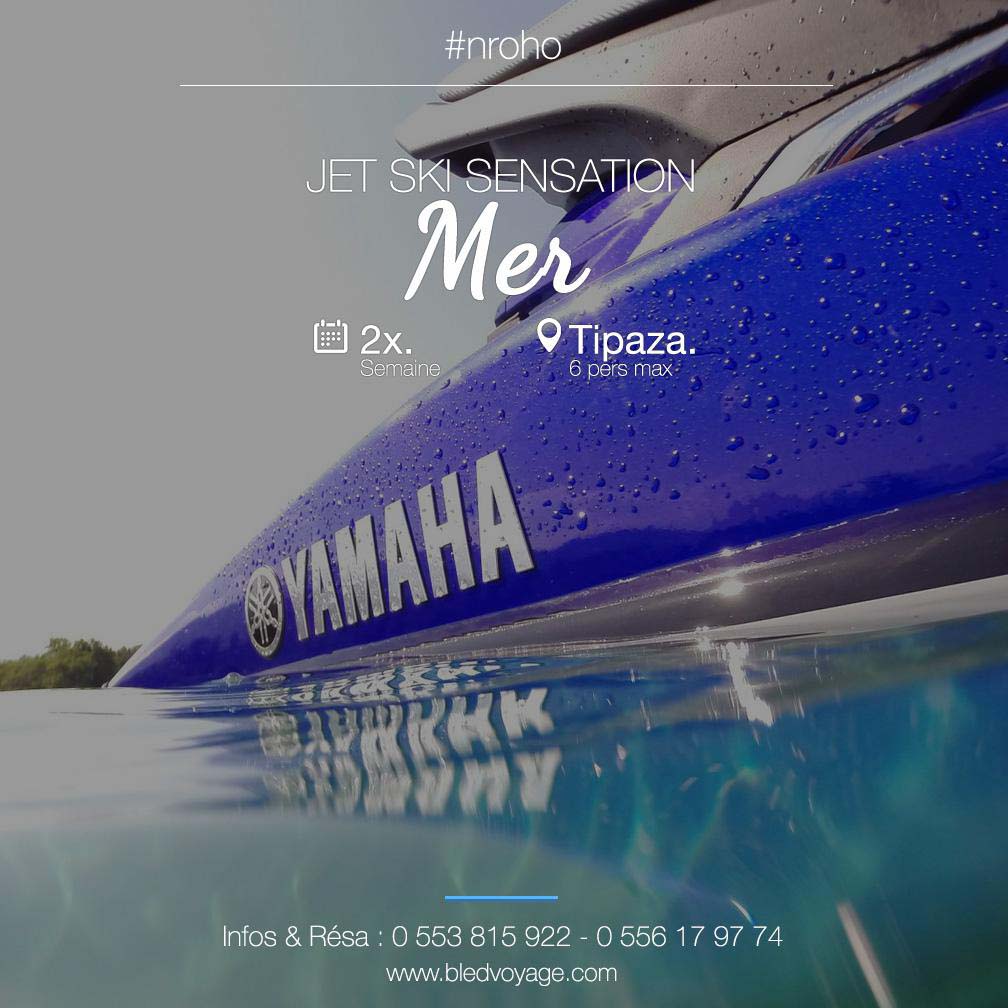 #nroho
JET SKI SENSATION
Mer
2x.
Semaine
Tipaza.
6 pers max
YAMAHA
Infos & Résa : 0 553 815 922 - 0 556 17 97 74
www.bledvoyage.com